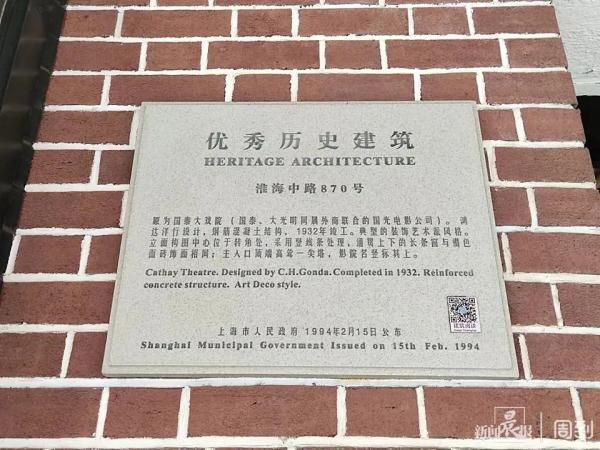 优秀历史建筑
HERITAGE ARCHITECTURE
淮海中路870号
原为国泰大戏院（国泰、大光明同属外商联合的国光电影公司）。鸿
达洋行设计，钢筋混凝土结构，1932年竣工。典型的装饰艺术派风格。
立面构图中心位于转角处，采用竖线条处理，通贯上下的长条窗与褐色
面砖饰面相间；主入口顶端高耸一尖塔，影院名竖标其上。
Cathay Theatre. Designed by C.H.Gonda. Completed in 1932. Reinforced
concrete structure. Art Deco style.
建筑可阅读
上海市人民政府 1994年2月15日公布
Shanghai Municipal Government Issued on 15th Feb. 1994
新闻晨报 周到